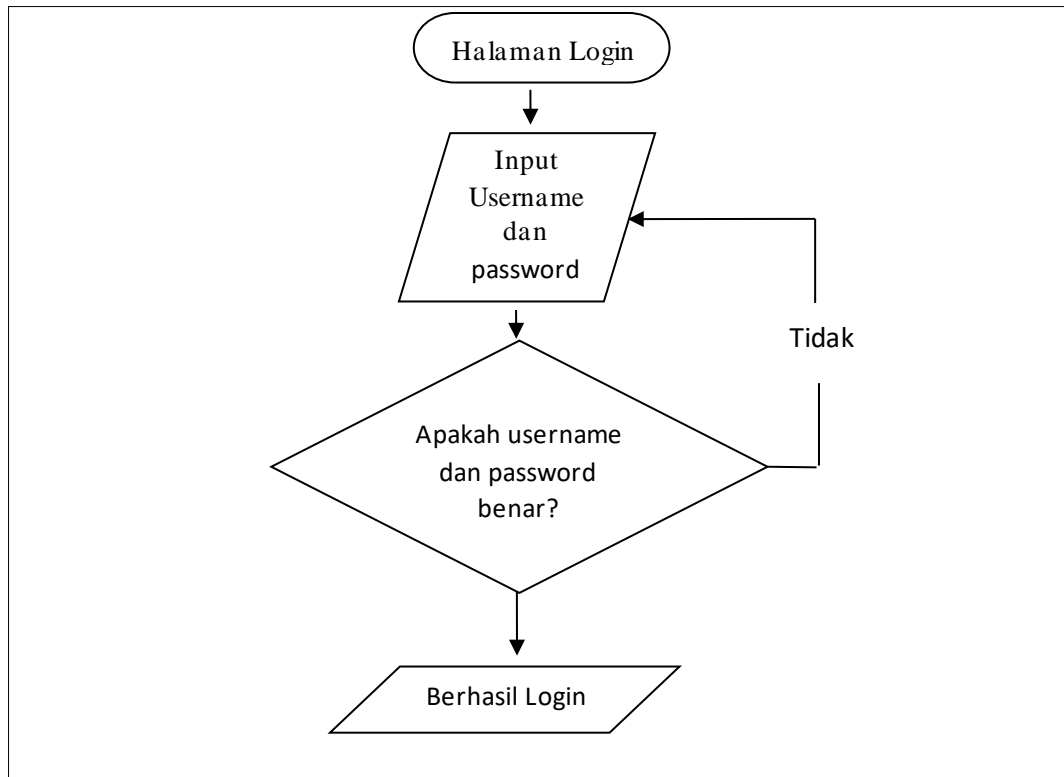 Halaman Login
Input
Username
dan
password
Tidak
Apakah username
dan password
benar?
Berhasil Login